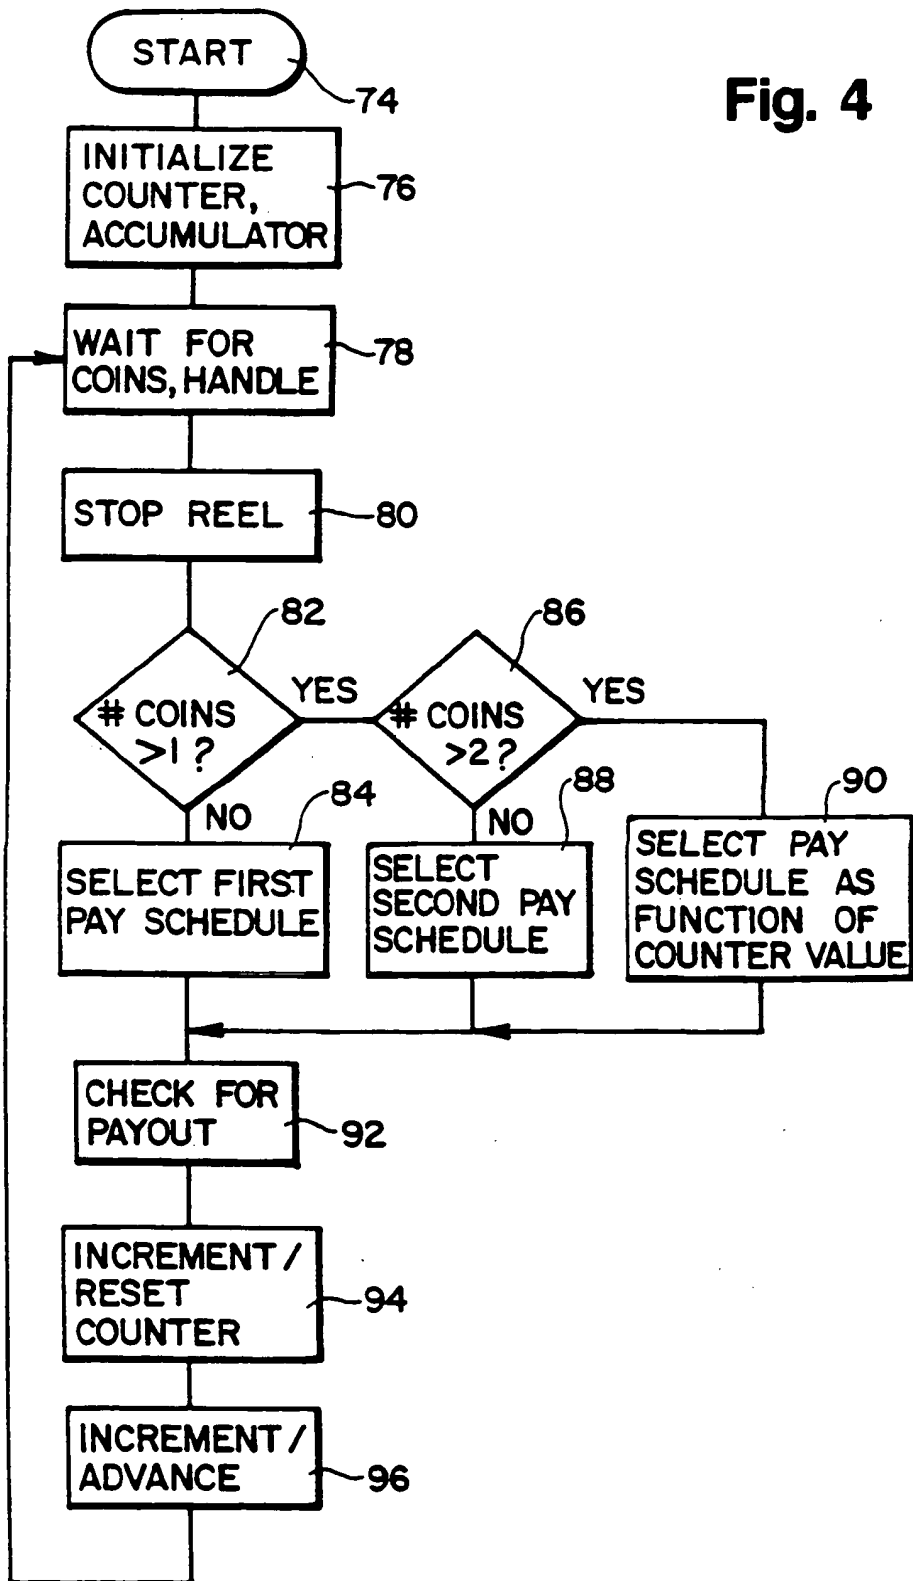 START
74
Fig. 4
INITIALIZE
COUNTER,
ACCUMULATOR
76
WAIT FOR
COINS, HANDLE
78
STOP REEL
80
82
# COINS
>1?
YES
NO
86
# COINS
>2?
YES
NO
84
SELECT FIRST
PAY SCHEDULE
88
SELECT
SECOND PAY
SCHEDULE
90
SELECT PAY
SCHEDULE AS
FUNCTION OF
COUNTER VALUE
CHECK FOR
PAYOUT
92
INCREMENT/
RESET
COUNTER
94
INCREMENT/
ADVANCE
96